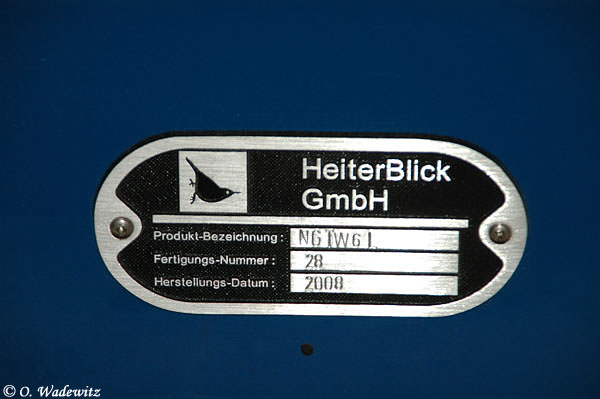 HeiterBlick
GmbH
Produkt-Bezeichnung: NGTW6L
Fertigungs-Nummer: 28
Herstellungs-Datum: 2008
© O. Wadewitz